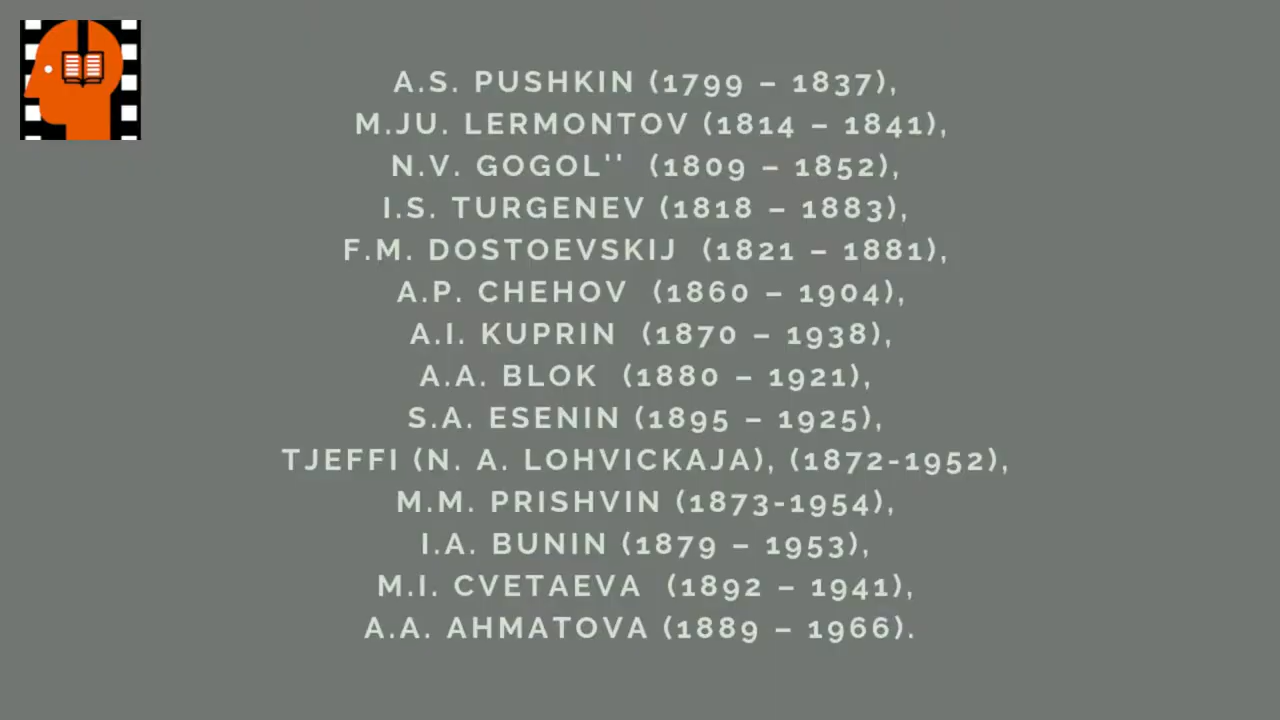 A.S. PUSHKIN (1799 – 1837),
M.JU. LERMONTOV (1814 – 1841),
N.V. GOGOL'' (1809 – 1852),
I.S. TURGENEV (1818 – 1883),
F.M. DOSTOEVSKIJ (1821 – 1881),
A.P. CHEHOV (1860 – 1904),
A.I. KUPRIN (1870 – 1938),
A.A. BLOK (1880 – 1921),
S.A. ESENIN (1895 – 1925),
TJEFFI (N. A. LOHVICKAJA), (1872-1952),
M.M. PRISHVIN (1873-1954),
I.A. BUNIN (1879 – 1953),
M.I. CVETAEVA (1892 – 1941),
A.A. AHMATOVA (1889 – 1966).